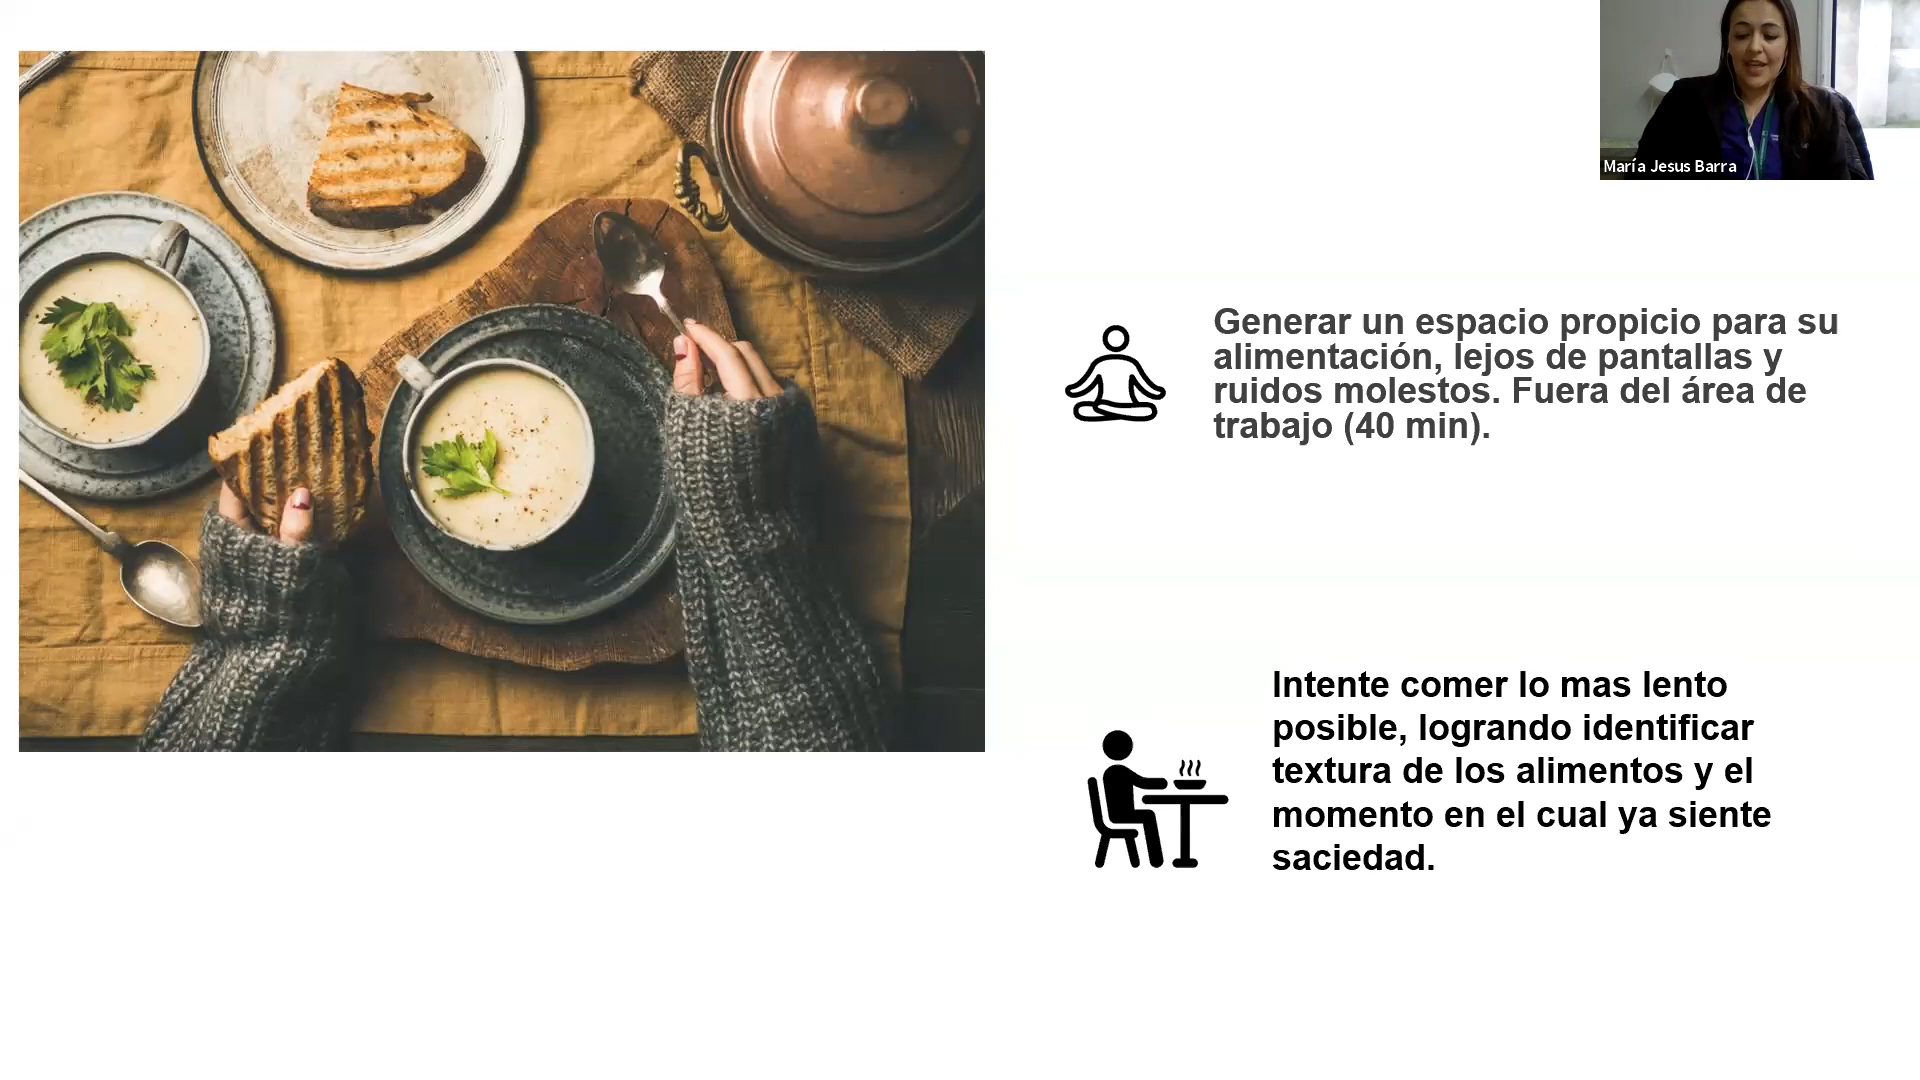 María Jesus Barra
Generar un espacio propicio para su
alimentación, lejos de pantallas y
ruidos molestos. Fuera del área de
trabajo (40 min).
Intente comer lo mas lento
posible, logrando identificar
textura de los alimentos y el
momento en el cual ya siente
saciedad.